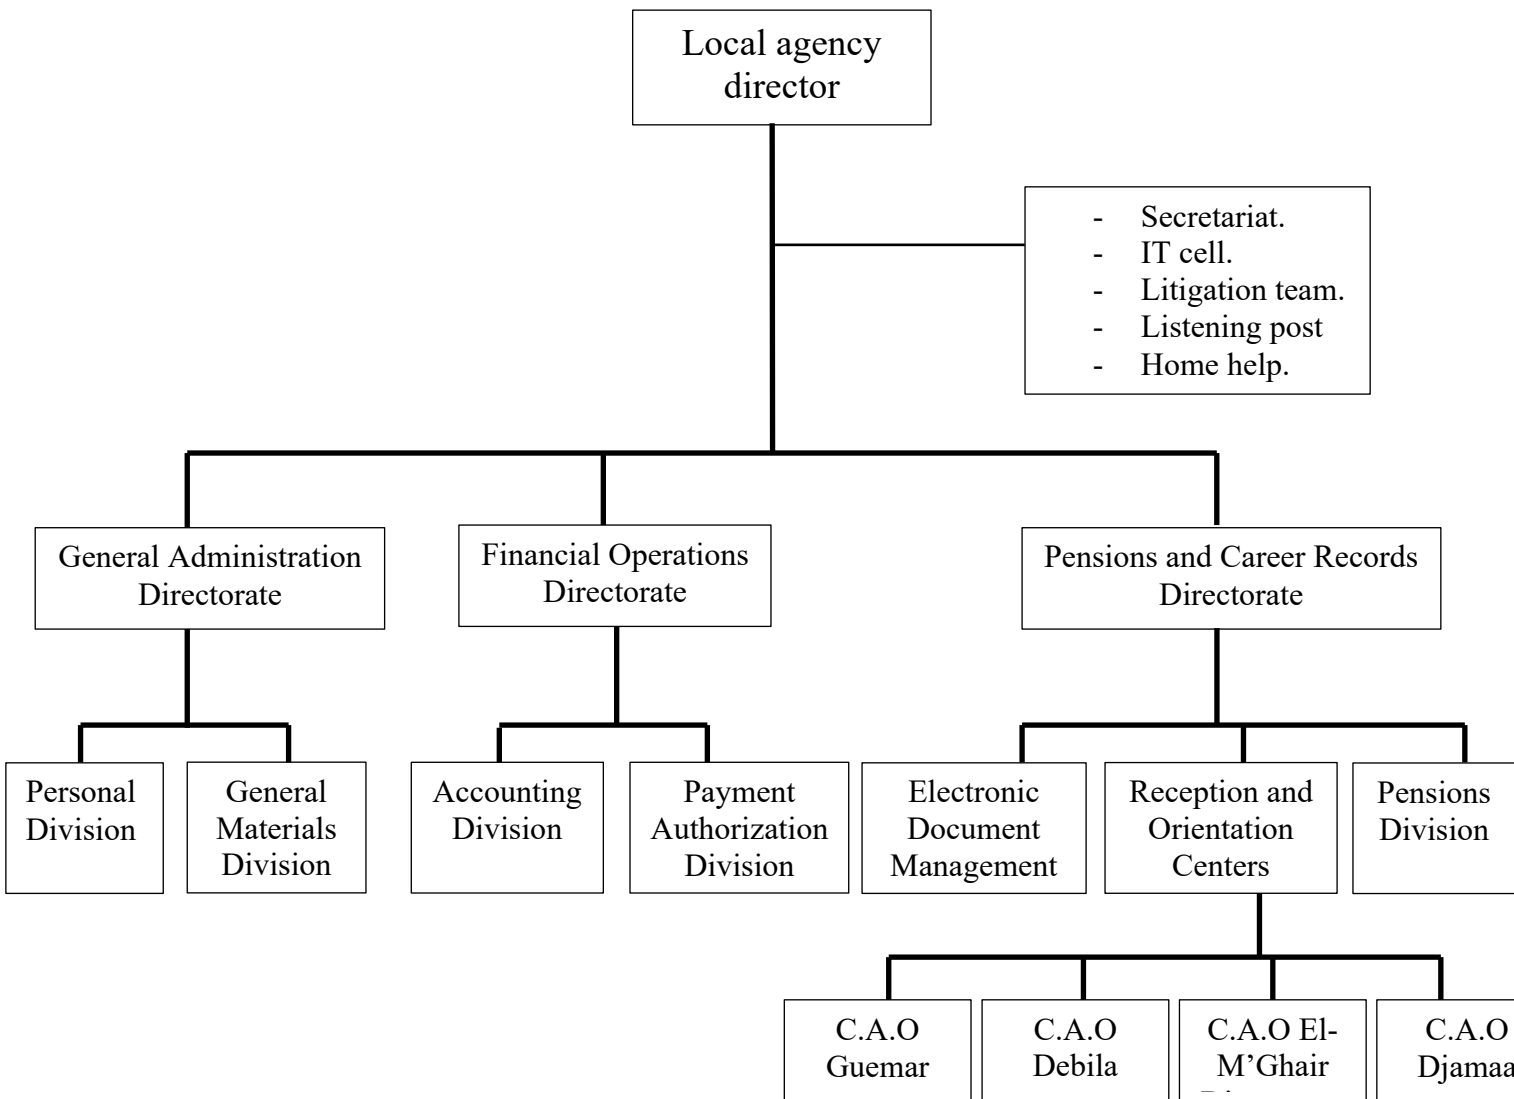 Local agency
director
- Secretariat.
- IT cell.
- Litigation team.
- Listening post
- Home help.
General Administration
Directorate
Financial Operations
Directorate
Pensions and Career Records
Directorate
Personal
Division
General
Materials
Division
Accounting
Division
Payment
Authorization
Division
Electronic
Document
Management
Reception and
Orientation
Centers
Pensions
Division
C.A.O
Guemar
C.A.O
Debila
C.A.O El-
M’Ghair
C.A.O
Djamaa